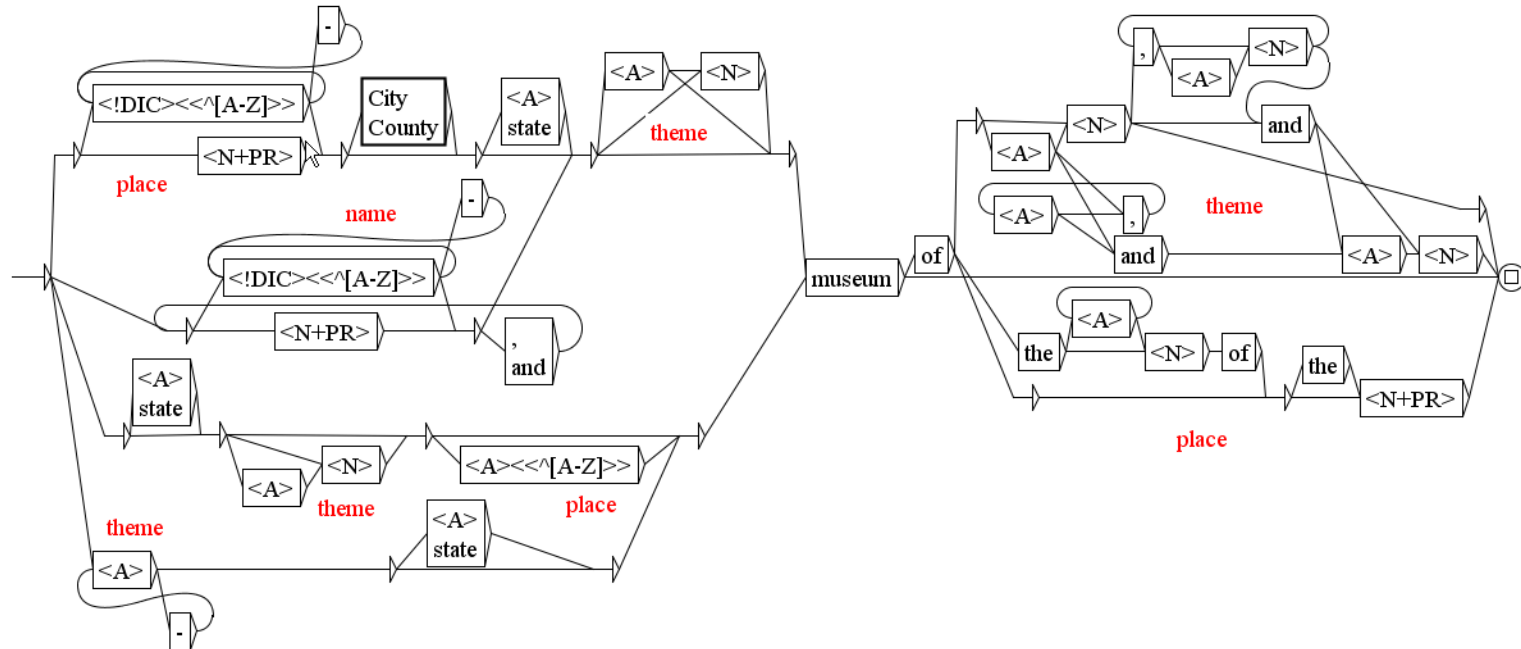 -
<!DIC><<^[A-Z]>>
<N+PR>
place
City
County
<A>
state
<A>
<N>
theme
name
-
<!DIC><<^[A-Z]>>
<N+PR>
,
and
<A>
state
<A>
<N>
theme
<A><<^[A-Z]>>
place
theme
<A>
-
<A>
state
museum
of
<A>
<N>
,
<A>
<N>
and
<A>
,
and
theme
<A>
<N>
the
<A>
<N>
of
the
<N+PR>
place